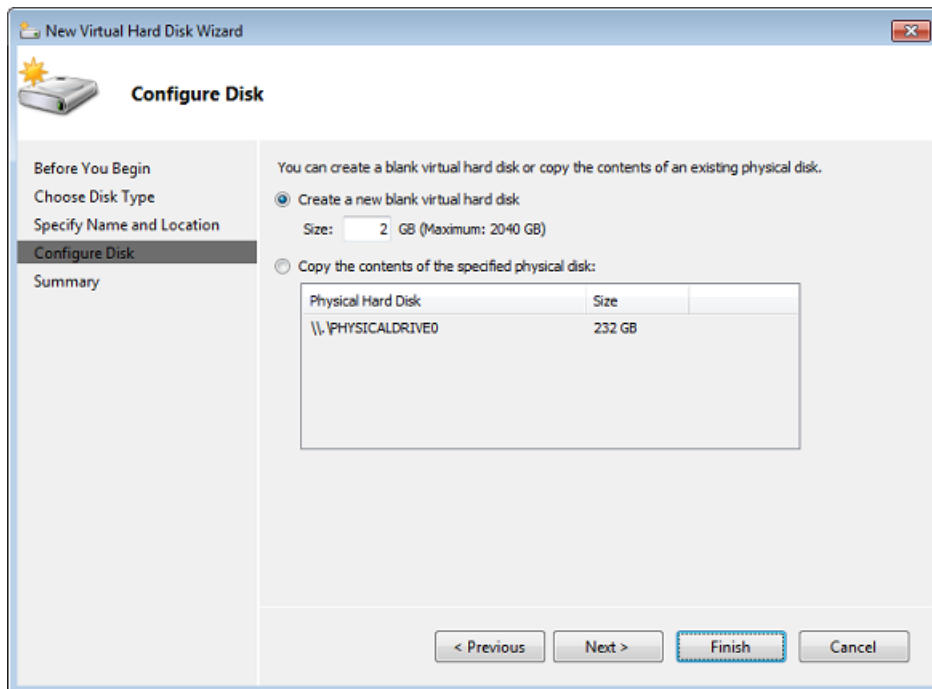 New Virtual Hard Disk Wizard
Configure Disk
Before You Begin
Choose Disk Type
Specify Name and Location
Configure Disk
Summary
You can create a blank virtual hard disk or copy the contents of an existing physical disk.
Create a new blank virtual hard disk
Size: 2 GB (Maximum: 2040 GB)
Copy the contents of the specified physical disk:
Physical Hard Disk Size
\\.\PHYSICALDRIVE0 232 GB
< Previous Next > Finish Cancel